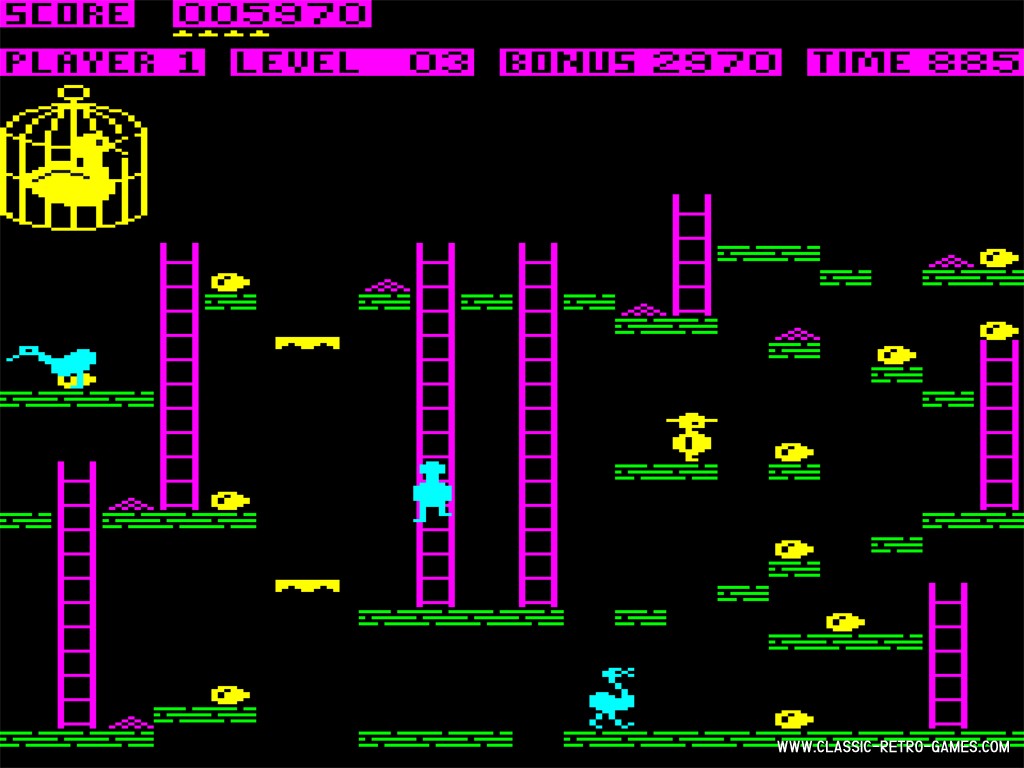 SCORE 005970
PLAYER 1 LEVEL 03 BONUS 2970 TIME 885
WWW.CLASSIC-RETRO-GAMES.COM